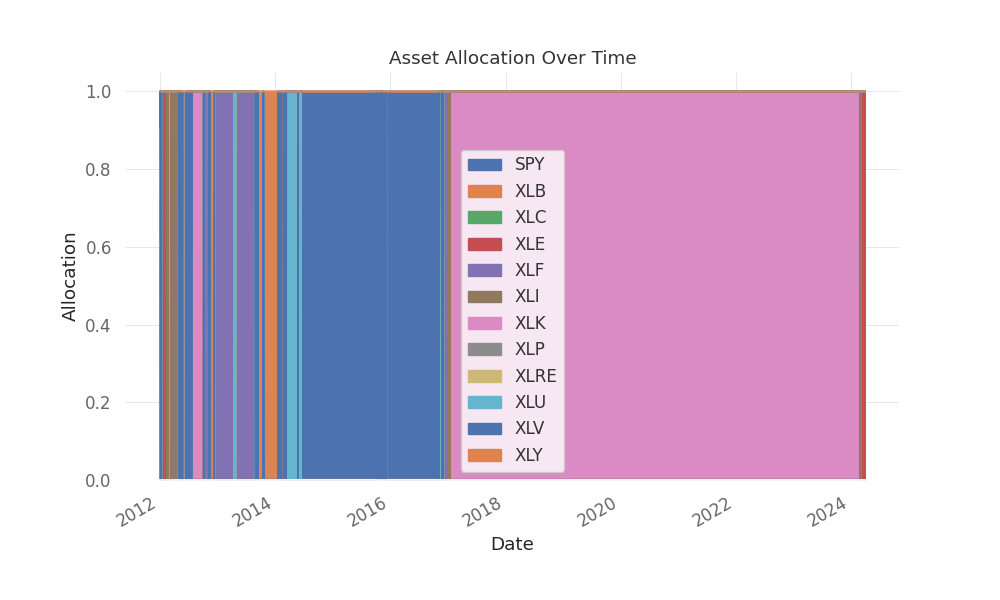 Asset Allocation Over Time
1.0
0.8
0.6
0.4
0.2
0.0
Allocation
SPY
XLB
XLC
XLE
XLF
XLI
XLK
XLP
XLRE
XLU
XLV
XLY
2012
2014
2016
2018
2020
2022
2024
Date